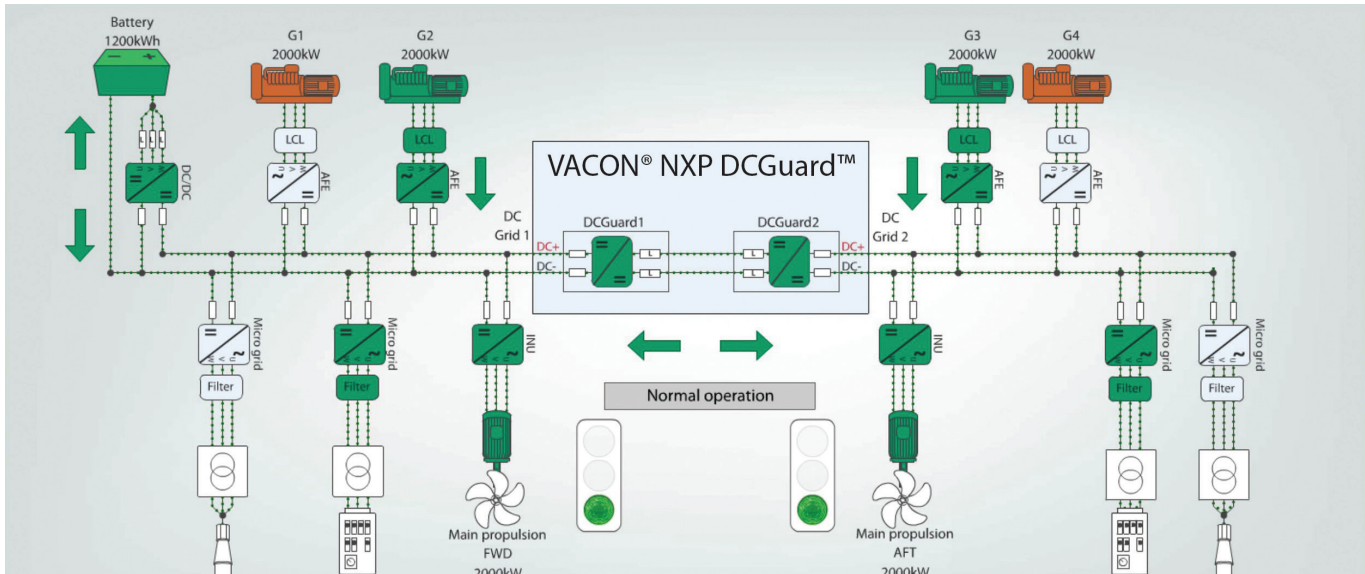 Battery
1200kWh
G1
2000kW
G2
2000kW
G3
2000kW
G4
2000kW
LCL
LCL
LCL
LCL
L L L
U V W
DC/DC
U V W
AFE
U V W
AFE
U V W
AFE
U V W
AFE
VACON® NXP DCGuard™
DC
Grid 1
DC+
DC-
DCGuard1
L
L
DCGuard2
L
L
DC
Grid 2
DC+
DC-
W V U
Micro grid
W V U
Micro grid
W V U
INU
W V U
INU
W V U
Micro grid
W V U
Micro grid
Filter
Filter
Filter
Filter
Normal operation
Main propulsion
FWD
2000kW
Main propulsion
AFT
2000kW